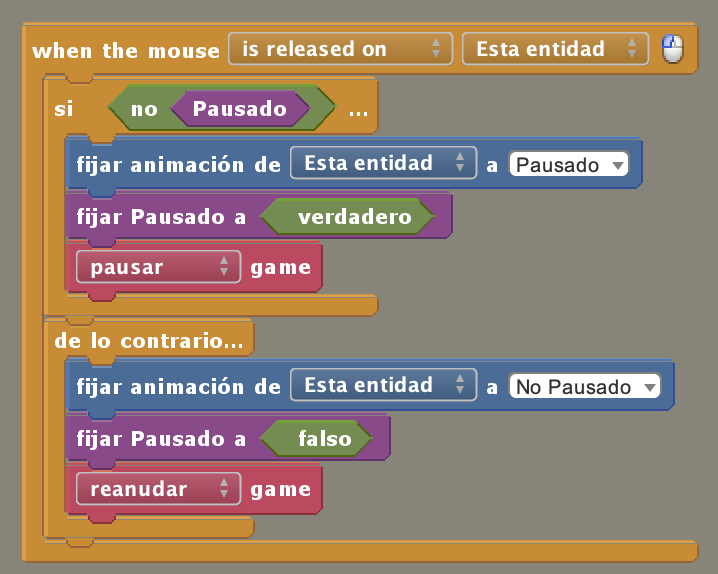 when the mouse is released on Esta entidad
si no Pausado ...
fijar animación de Esta entidad a Pausado
fijar Pausado a verdadero
pausar game
de lo contrario...
fijar animación de Esta entidad a No Pausado
fijar Pausado a falso
reanudar game